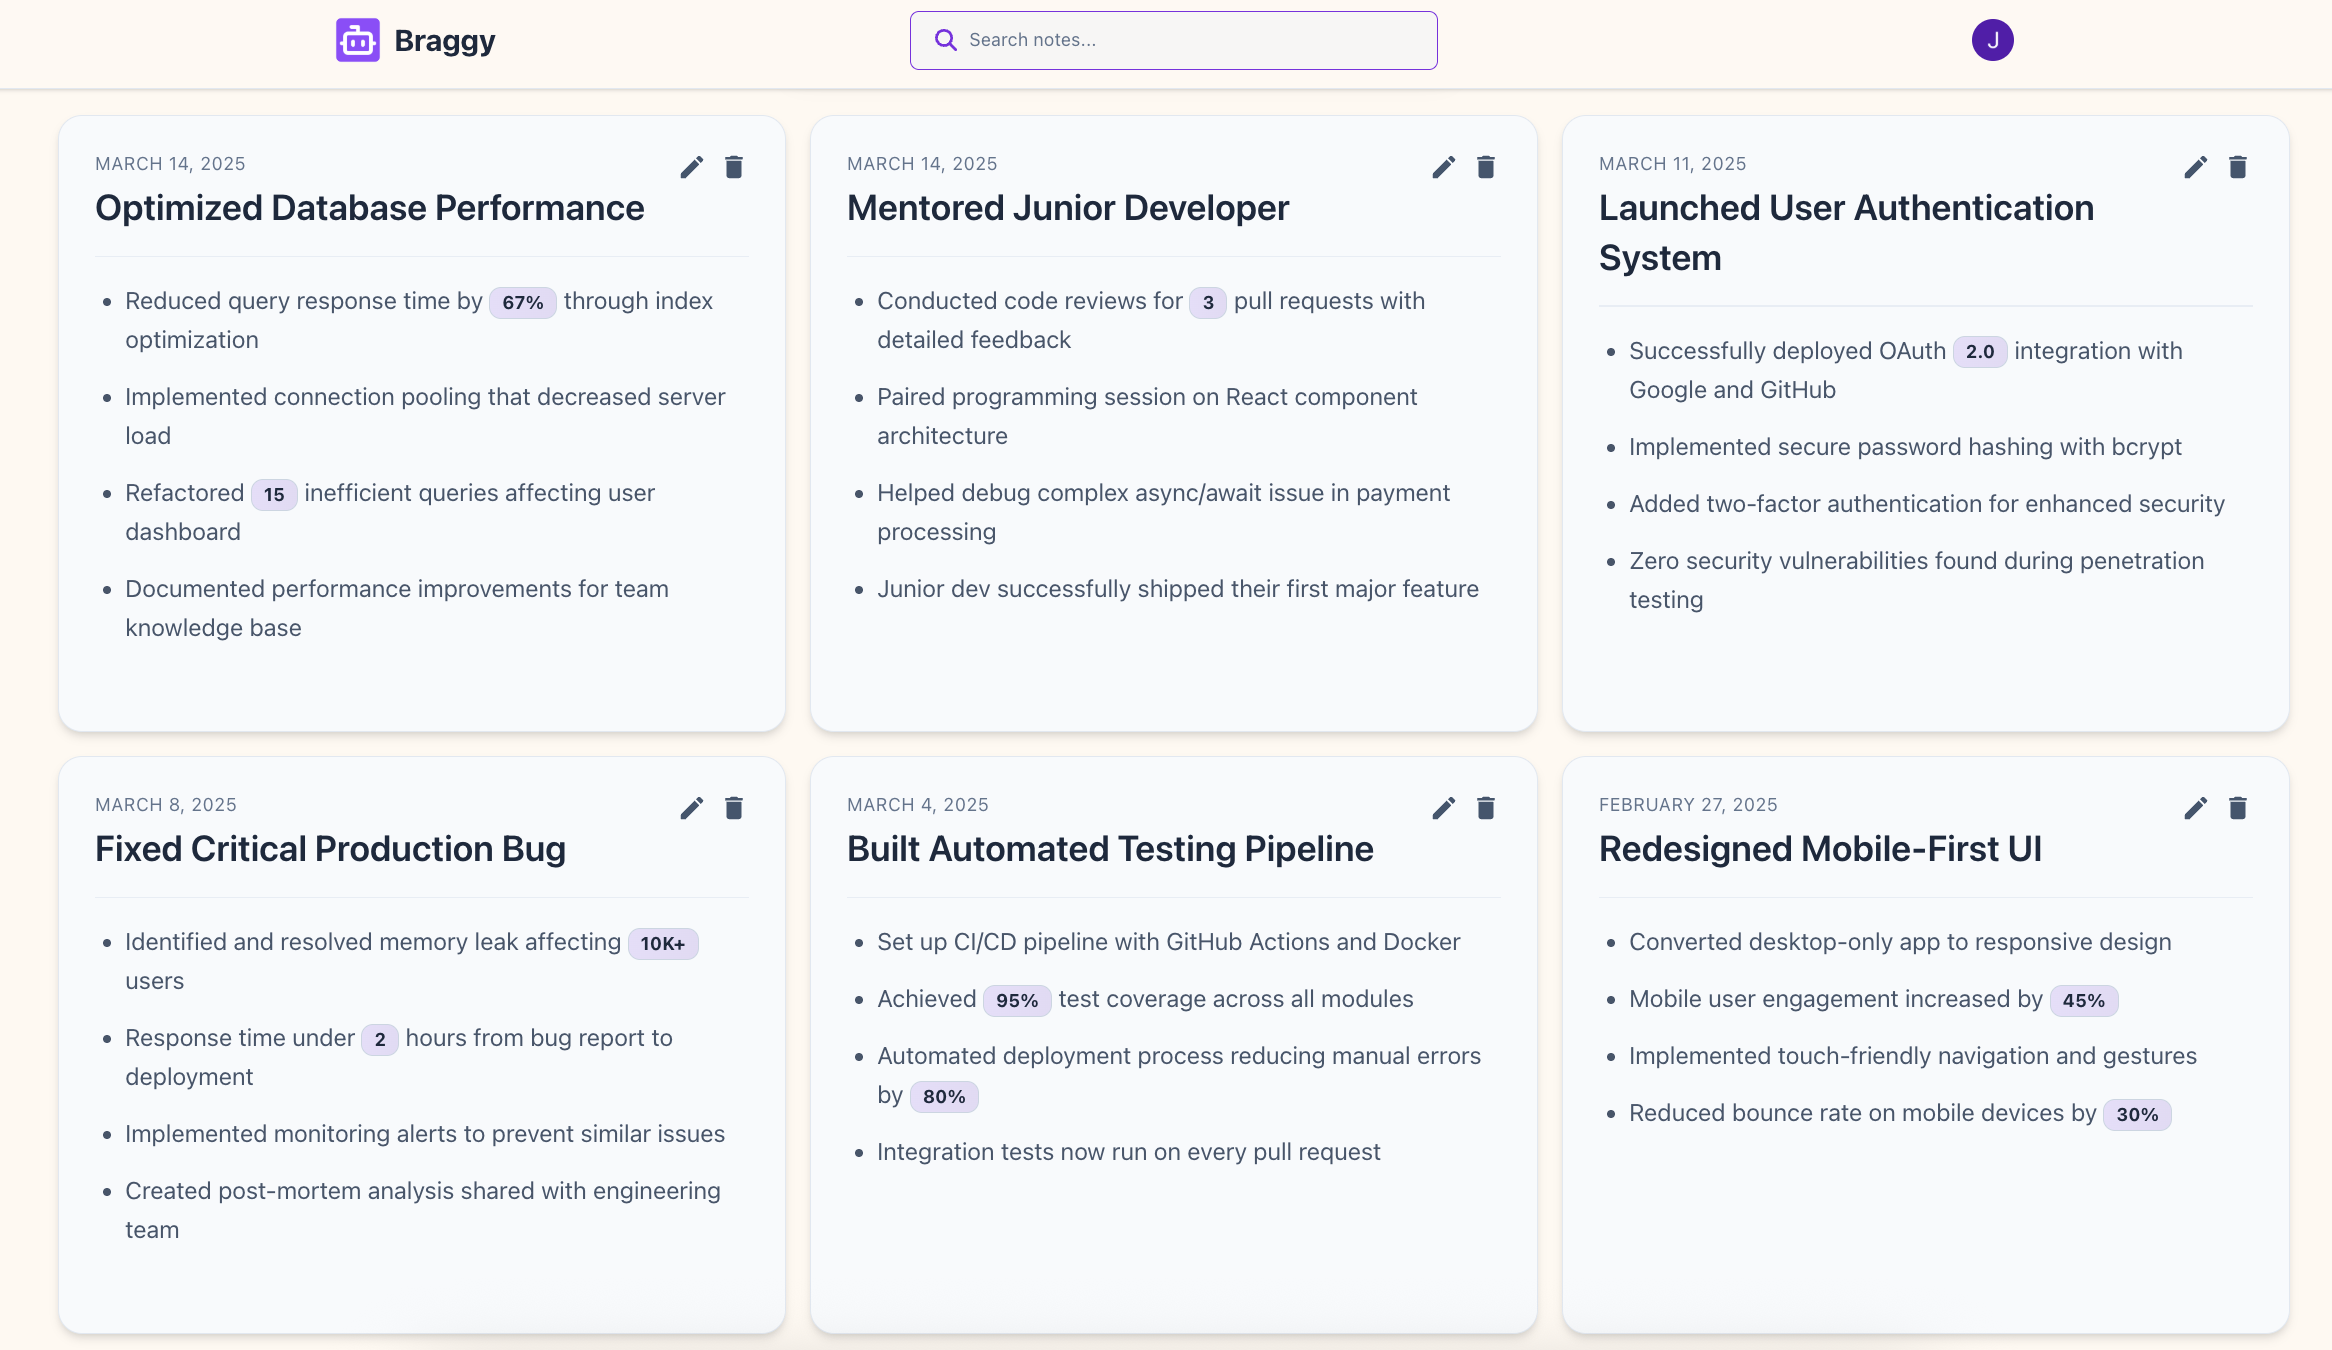 Braggy
Search notes...
J
MARCH 14, 2025
Optimized Database Performance
Reduced query response time by 67% through index
optimization
Implemented connection pooling that decreased server
load
Refactored 15 inefficient queries affecting user
dashboard
Documented performance improvements for team
knowledge base
MARCH 14, 2025
Mentored Junior Developer
Conducted code reviews for 3 pull requests with
detailed feedback
Paired programming session on React component
architecture
Helped debug complex async/await issue in payment
processing
Junior dev successfully shipped their first major feature
MARCH 11, 2025
Launched User Authentication
System
Successfully deployed OAuth 2.0 integration with
Google and GitHub
Implemented secure password hashing with bcrypt
Added two-factor authentication for enhanced security
Zero security vulnerabilities found during penetration
testing
MARCH 8, 2025
Fixed Critical Production Bug
Identified and resolved memory leak affecting 10K+
users
Response time under 2 hours from bug report to
deployment
Implemented monitoring alerts to prevent similar issues
Created post-mortem analysis shared with engineering
team
MARCH 4, 2025
Built Automated Testing Pipeline
Set up CI/CD pipeline with GitHub Actions and Docker
Achieved 95% test coverage across all modules
Automated deployment process reducing manual errors
by 80%
Integration tests now run on every pull request
FEBRUARY 27, 2025
Redesigned Mobile-First UI
Converted desktop-only app to responsive design
Mobile user engagement increased by 45%
Implemented touch-friendly navigation and gestures
Reduced bounce rate on mobile devices by 30%